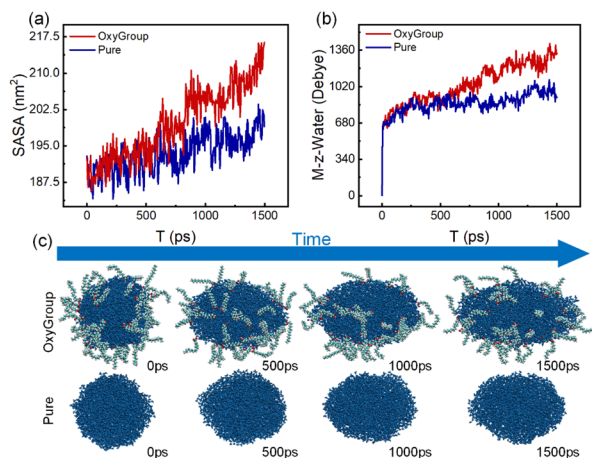 (a)
OxyGroup
Pure
SASA (nm²)
217.5
210.0
202.5
195.0
187.5
0
500
1000
1500
T (ps)
(b)
OxyGroup
Pure
M-z-Water (Debye)
1360
1020
680
340
0
0
500
1000
1500
T (ps)
Time
(c)
OxyGroup
0ps
500ps
1000ps
1500ps
Pure
0ps
500ps
1000ps
1500ps